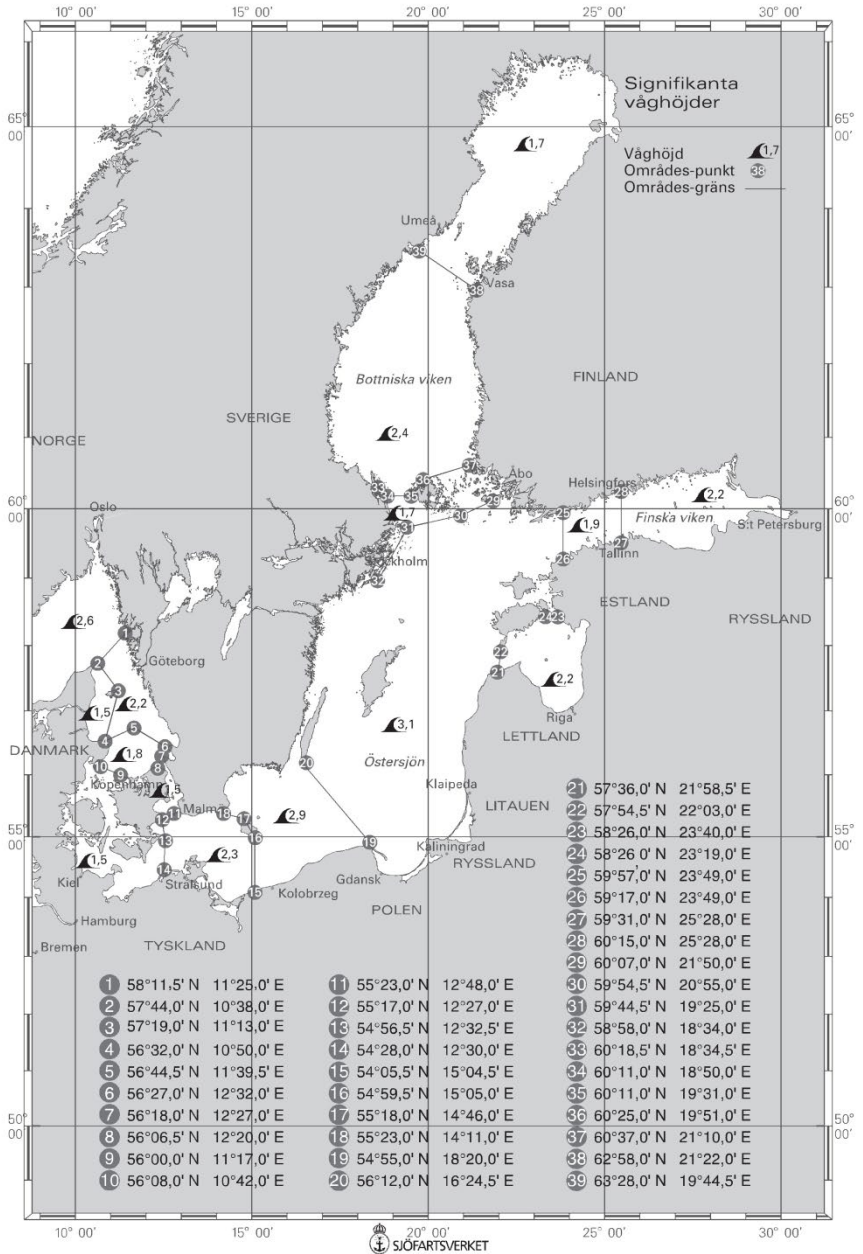 10° 00'
15° 00'
20° 00'
25° 00'
30° 00'
Signifikanta
våghöjder
65°
00'
65°
00'
1,7
Våghöjd 1,7
Områdes-punkt 38
Områdes-gräns
Umeå
39
Vasa
38
Bottniska viken
FINLAND
SVERIGE
NORGE
2,4
37
36
Åbo
33
34
35
29
Helsingfors
28
2,2
60°
00'
60°
00'
Oslo
1,7
30
25
1,9
Finska viken
S:t Petersburg
31
27
Tallinn
26
Stockholm
32
ESTLAND
RYSSLAND
2,6
24
23
1
Göteborg
22
2
21
2,2
3
2,2
1,5
Riga
LETTLAND
3,1
5
4
DANMARK
6
1,8
7
Östersjön
20
10
9
8
Köpenhamn
1,5
Klaipeda
LITAUEN
Malmö
11
12
18
17
2,9
55°
00'
55°
00'
13
16
19
Kaliningrad
RYSSLAND
1,5
2,3
Kiel
14
Strålsund
Gdansk
15
Kolobrzeg
POLEN
Hamburg
Bremen
TYSKLAND
1 58°11,5' N 11°25,0' E
2 57°44,0' N 10°38,0' E
3 57°19,0' N 11°13,0' E
4 56°32,0' N 10°50,0' E
5 56°44,5' N 11°39,5' E
6 56°27,0' N 12°32,0' E
7 56°18,0' N 12°27,0' E
8 56°06,5' N 12°20,0' E
9 56°00,0' N 11°17,0' E
10 56°08,0' N 10°42,0' E
11 55°23,0' N 12°48,0' E
12 55°17,0' N 12°27,0' E
13 54°56,5' N 12°32,5' E
14 54°28,0' N 12°30,0' E
15 54°05,5' N 15°04,5' E
16 54°59,5' N 15°05,0' E
17 55°18,0' N 14°46,0' E
18 55°23,0' N 14°11,0' E
19 54°55,0' N 18°20,0' E
20 56°12,0' N 16°24,5' E
21 57°36,0' N 21°58,5' E
22 57°54,5' N 22°03,0' E
23 58°26,0' N 23°40,0' E
24 58°26 0' N 23°19,0' E
25 59°57,0' N 23°49,0' E
26 59°17,0' N 23°49,0' E
27 59°31,0' N 25°28,0' E
28 60°15,0' N 25°28,0' E
29 60°07,0' N 21°50,0' E
30 59°54,5' N 20°55,0' E
31 59°44,5' N 19°25,0' E
32 58°58,0' N 18°34,0' E
33 60°18,5' N 18°34,5' E
34 60°11,0' N 18°50,0' E
35 60°11,0' N 19°31,0' E
36 60°25,0' N 19°51,0' E
37 60°37,0' N 21°10,0' E
38 62°58,0' N 21°22,0' E
39 63°28,0' N 19°44,5' E
50°
00'
50°
00'
10° 00'
15° 00'
20° 00'
25° 00'
30° 00'
SJÖFARTSVERKET